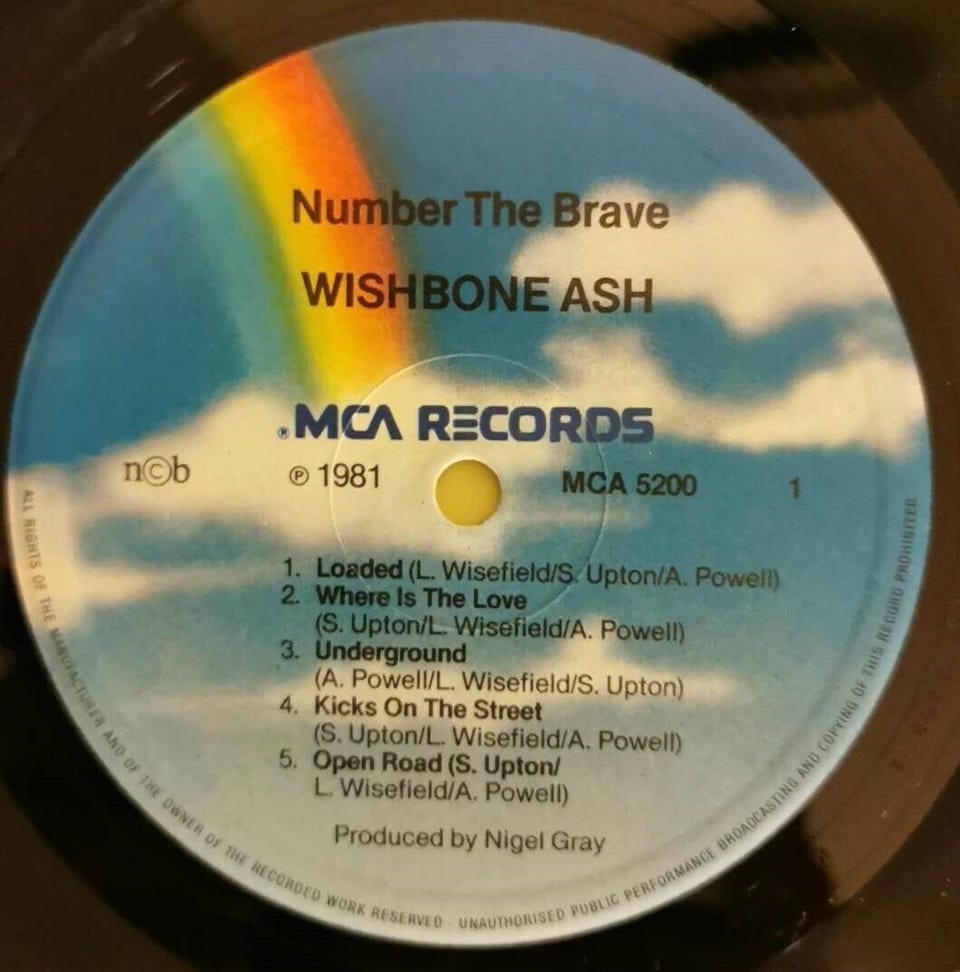 Number The Brave
WISHBONE ASH
®MCA RECORDS
n©b ℗ 1981 MCA 5200 1
1. Loaded (L. Wisefield/S. Upton/A. Powell)
2. Where Is The Love
(S. Upton/L. Wisefield/A. Powell)
3. Underground
(A. Powell/L. Wisefield/S. Upton)
4. Kicks On The Street
(S. Upton/L. Wisefield/A. Powell)
5. Open Road (S. Upton/
L. Wisefield/A. Powell)
Produced by Nigel Gray
ALL RIGHTS OF THE MANUFACTURER AND OF THE OWNER OF THE RECORDED WORK RESERVED · UNAUTHORISED PUBLIC PERFORMANCE BROADCASTING AND COPYING OF THIS RECORD PROHIBITED